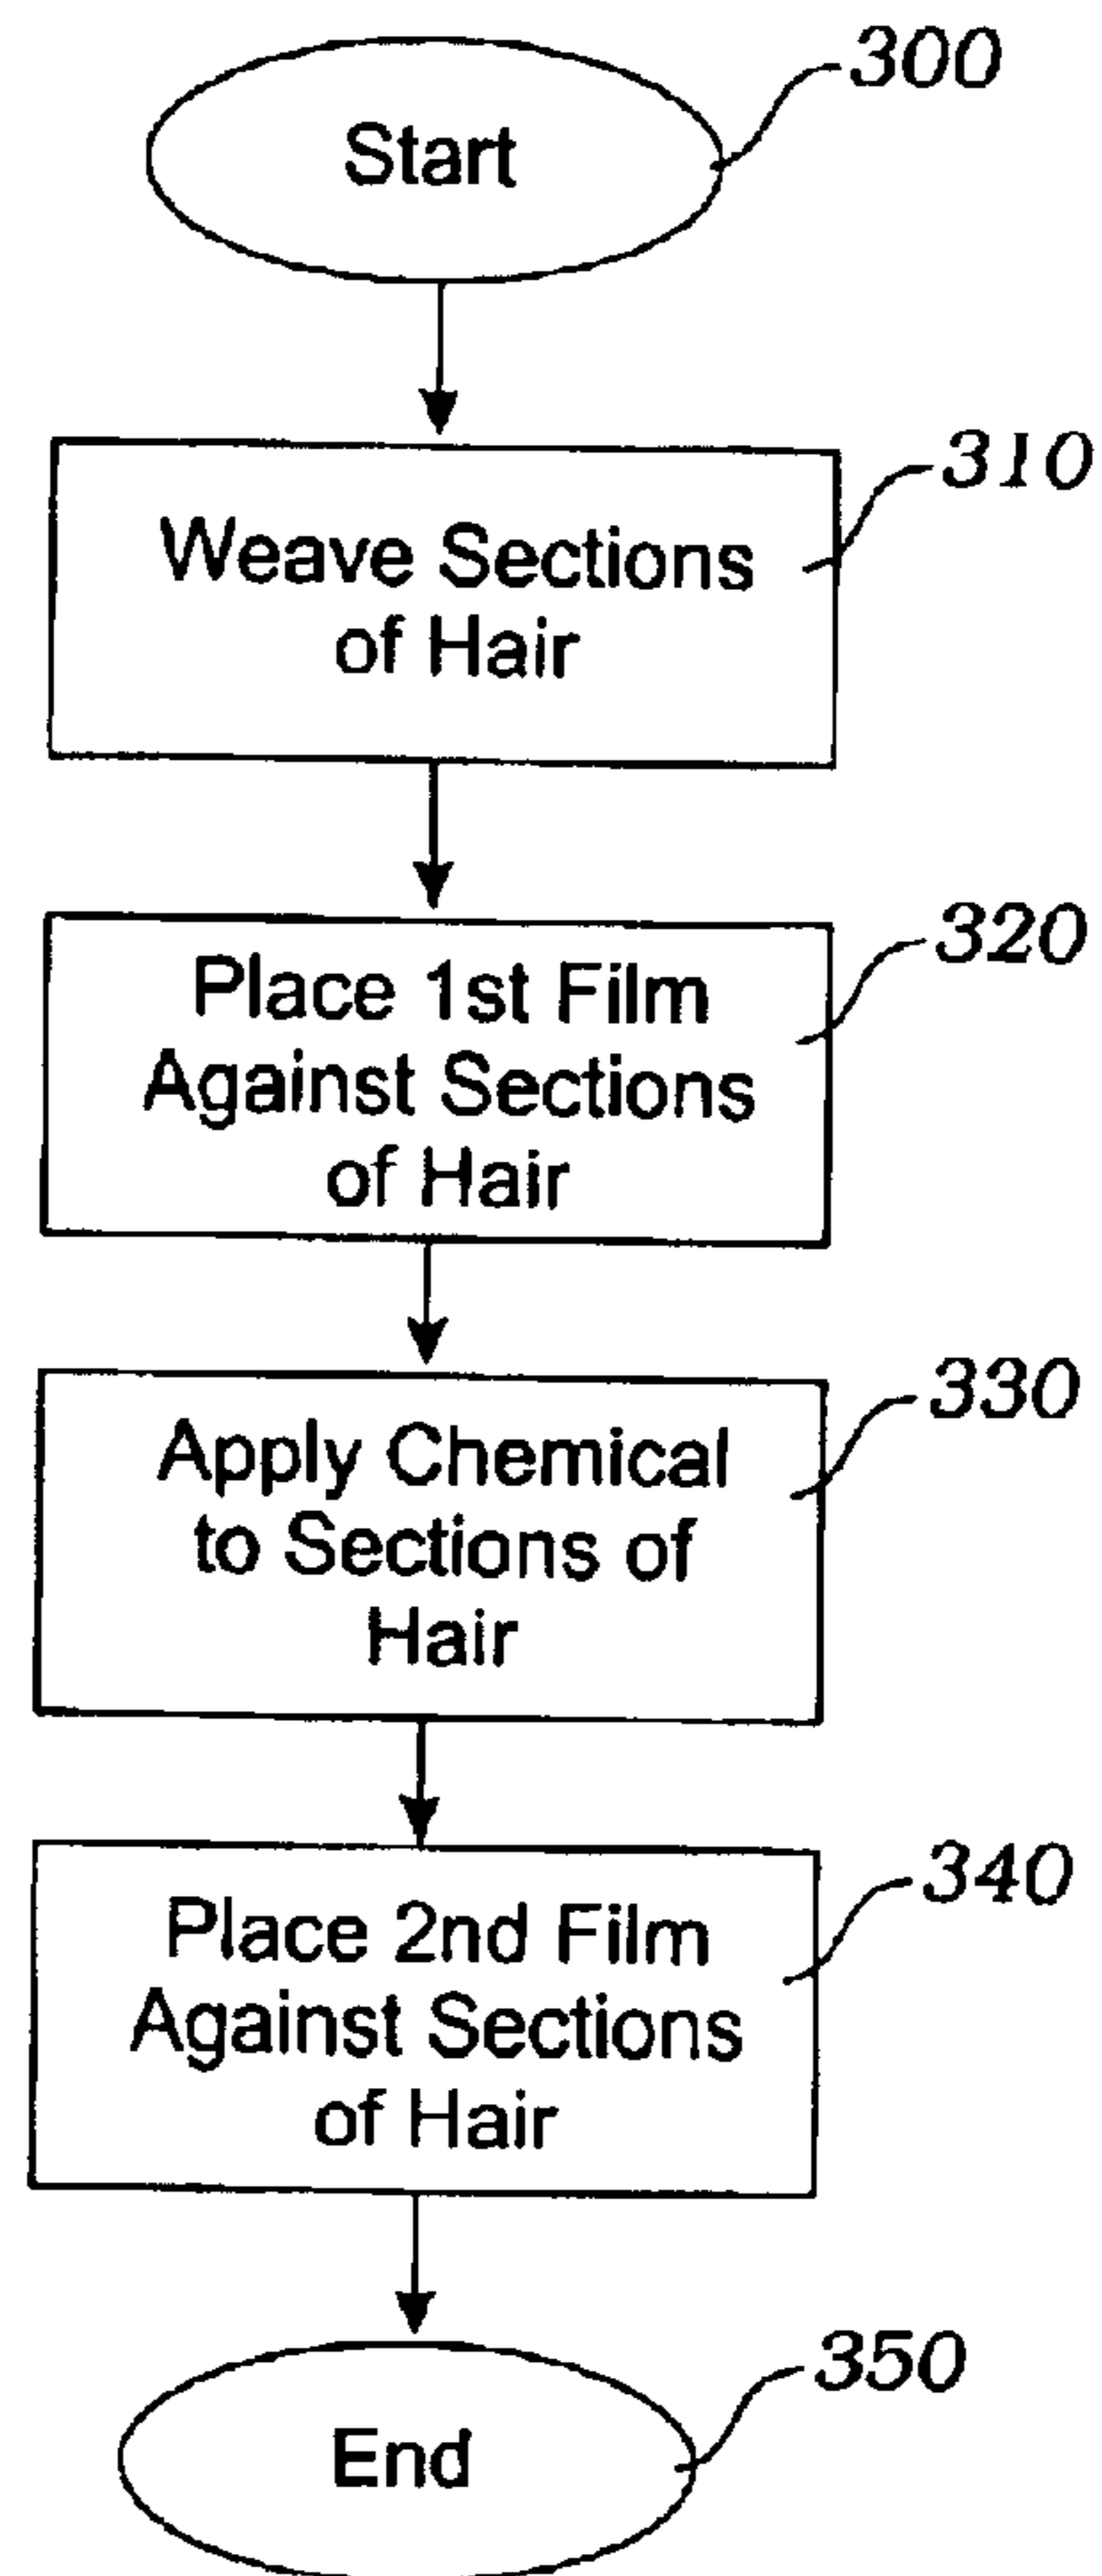 300
Start
310
Weave Sections
of Hair
320
Place 1st Film
Against Sections
of Hair
330
Apply Chemical
to Sections of
Hair
340
Place 2nd Film
Against Sections
of Hair
350
End